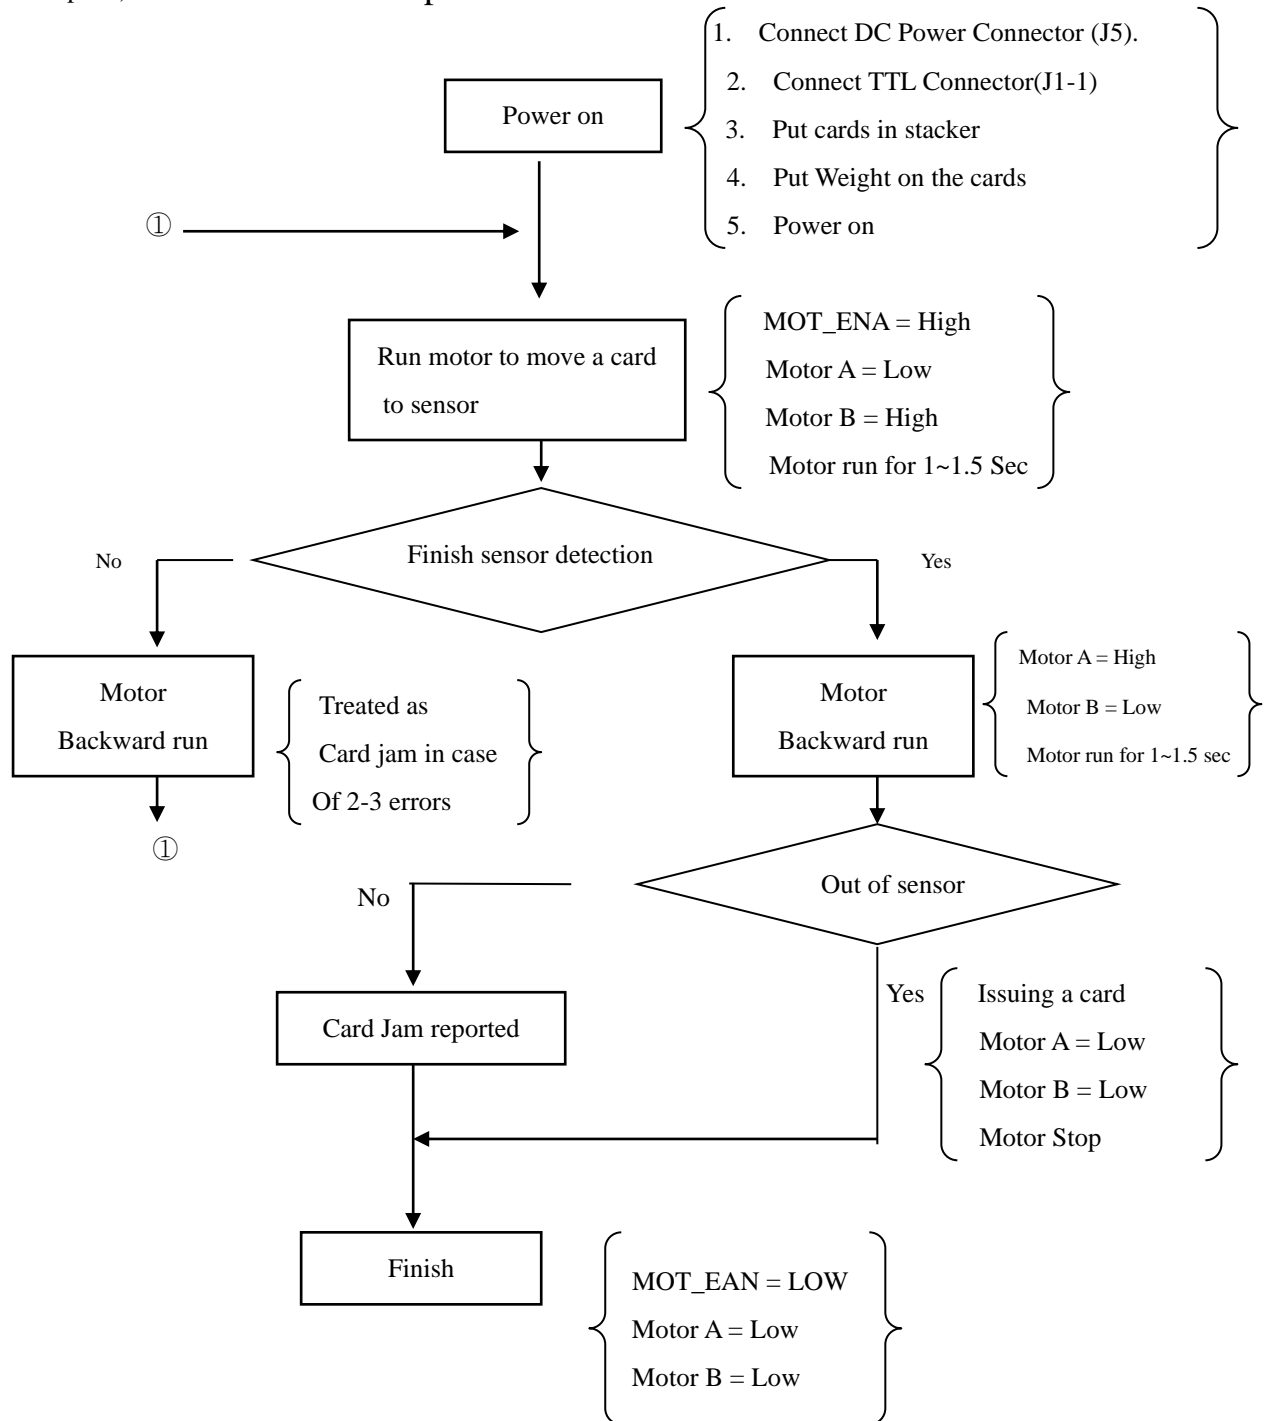 1. Connect DC Power Connector (J5).
2. Connect TTL Connector(J1-1)
3. Put cards in stacker
4. Put Weight on the cards
5. Power on
Power on
①
Run motor to move a card
to sensor
MOT_ENA = High
Motor A = Low
Motor B = High
Motor run for 1~1.5 Sec
Finish sensor detection
No
Yes
Motor
Backward run
Treated as
Card jam in case
Of 2-3 errors
①
Motor
Backward run
Motor A = High
Motor B = Low
Motor run for 1~1.5 sec
Out of sensor
No
Yes
Card Jam reported
Issuing a card
Motor A = Low
Motor B = Low
Motor Stop
Finish
MOT_EAN = LOW
Motor A = Low
Motor B = Low